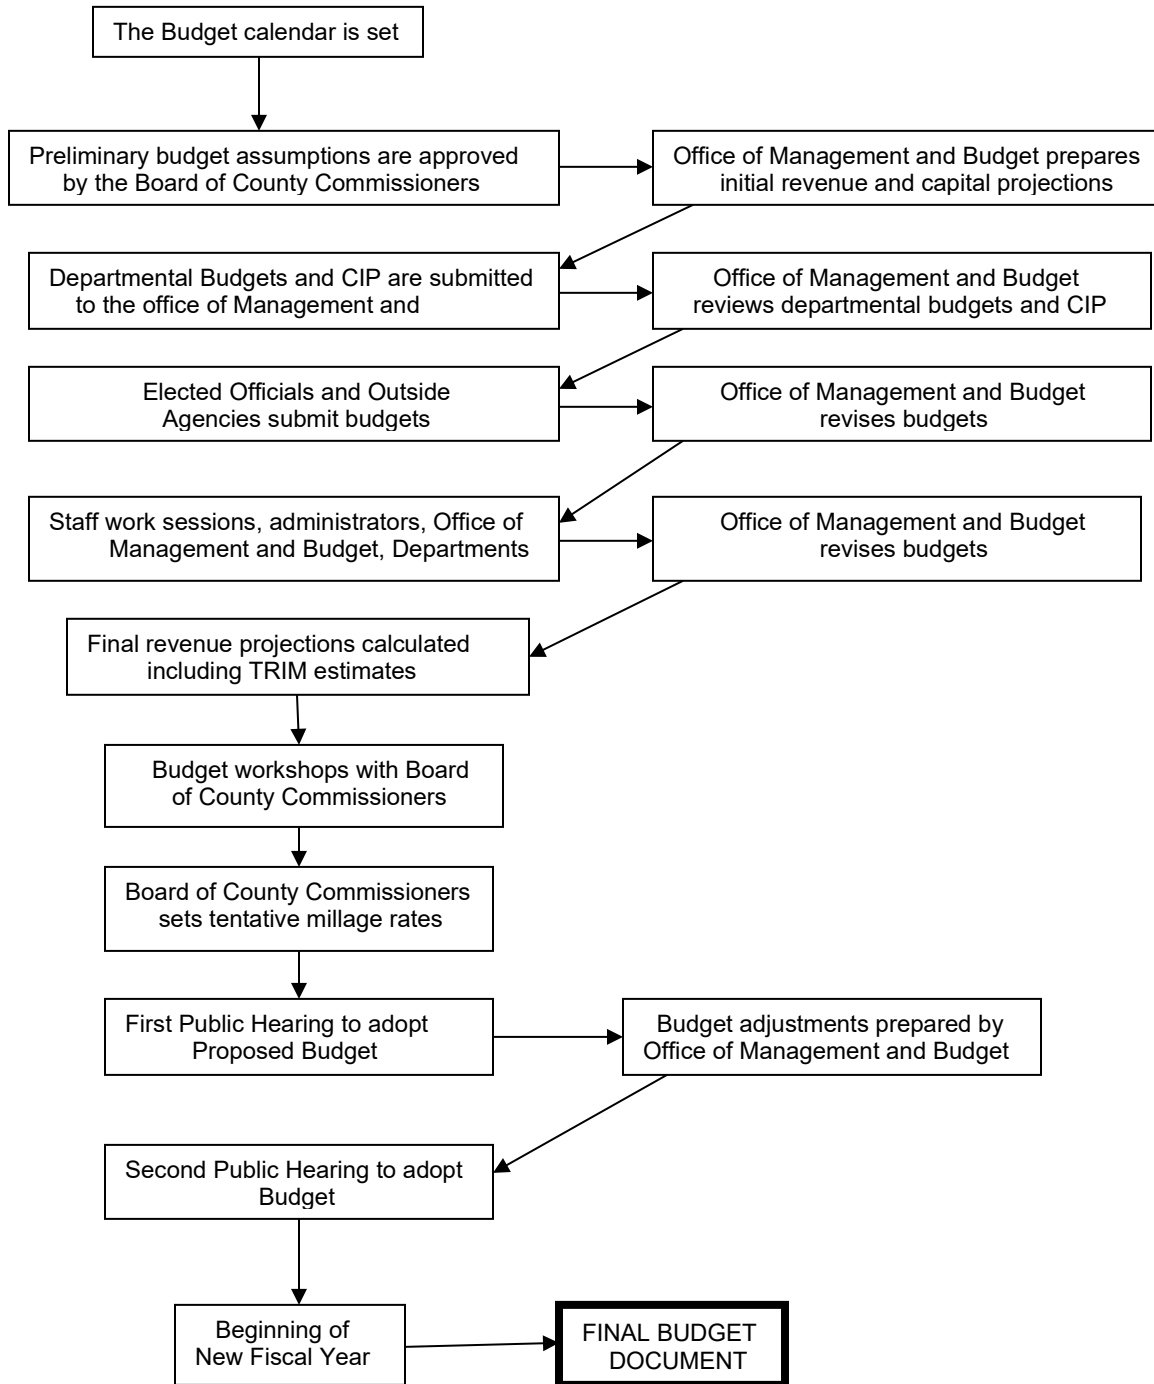 The Budget calendar is set
Preliminary budget assumptions are approved
by the Board of County Commissioners
Office of Management and Budget prepares
initial revenue and capital projections
Departmental Budgets and CIP are submitted
to the office of Management and
Office of Management and Budget
reviews departmental budgets and CIP
Elected Officials and Outside
Agencies submit budgets
Office of Management and Budget
revises budgets
Staff work sessions, administrators, Office of
Management and Budget, Departments
Office of Management and Budget
revises budgets
Final revenue projections calculated
including TRIM estimates
Budget workshops with Board
of County Commissioners
Board of County Commissioners
sets tentative millage rates
First Public Hearing to adopt
Proposed Budget
Budget adjustments prepared by
Office of Management and Budget
Second Public Hearing to adopt
Budget
Beginning of
New Fiscal Year
FINAL BUDGET
DOCUMENT